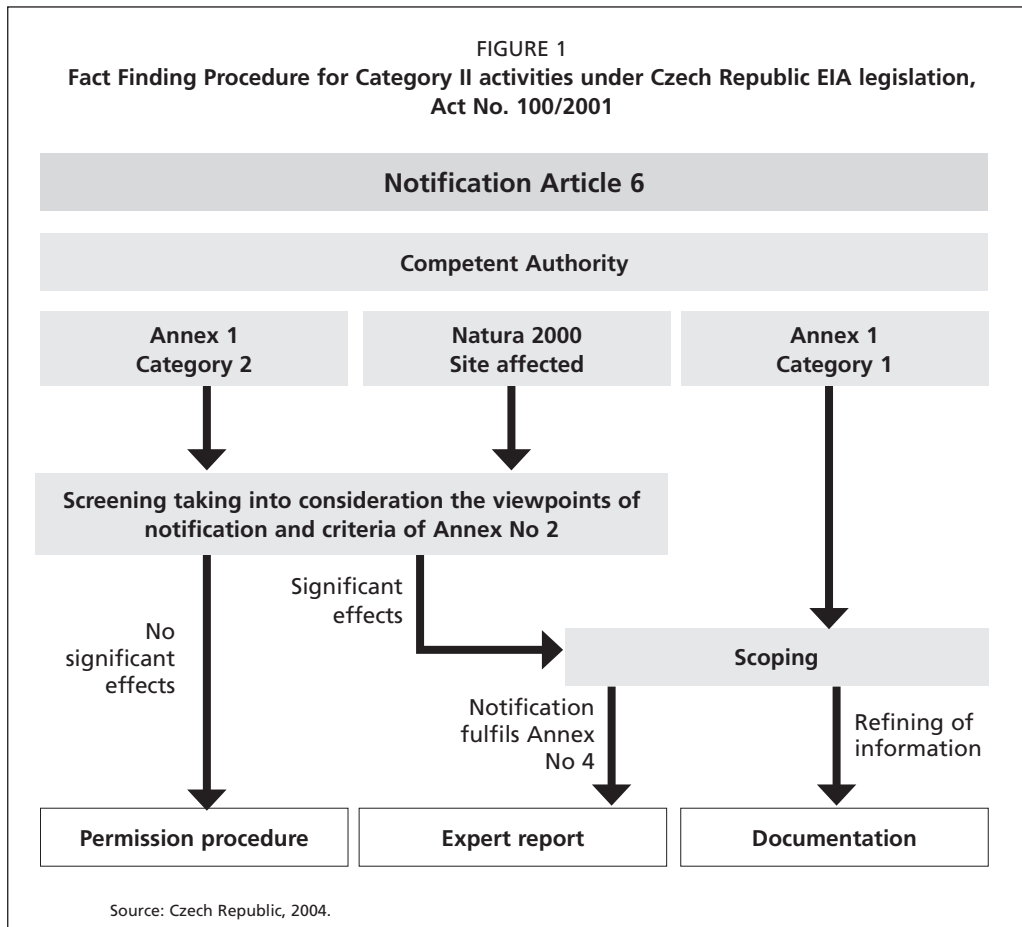 FIGURE 1
Fact Finding Procedure for Category II activities under Czech Republic EIA legislation,
Act No. 100/2001
Notification Article 6
Competent Authority
Annex 1
Category 2
Natura 2000
Site affected
Annex 1
Category 1
Screening taking into consideration the viewpoints of
notification and criteria of Annex No 2
No
significant
effects
Significant
effects
Scoping
Notification
fulfils Annex
No 4
Refining of
information
Permission procedure
Expert report
Documentation
Source: Czech Republic, 2004.